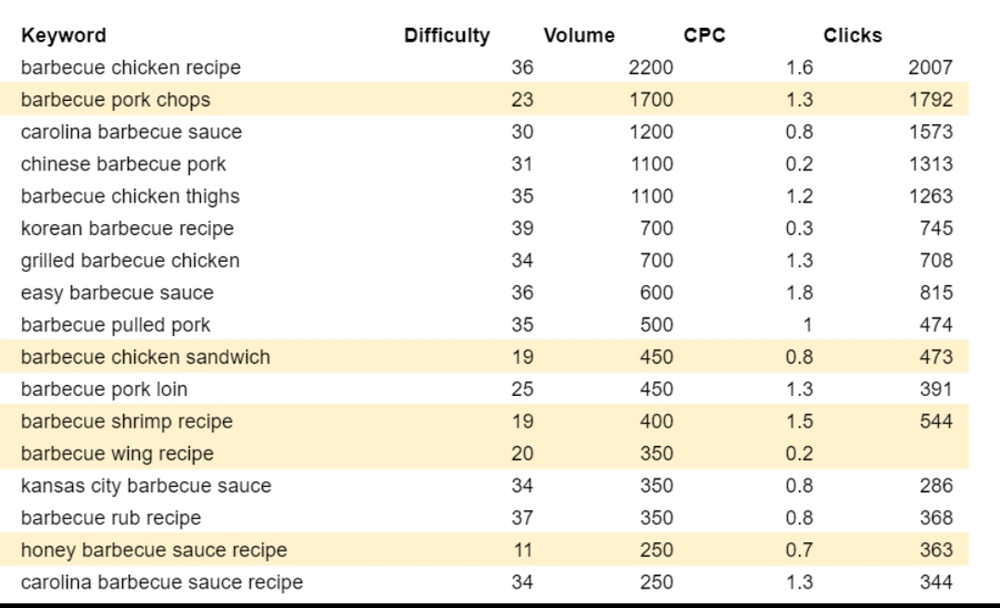 Keyword Difficulty Volume CPC Clicks
barbecue chicken recipe 36 2200 1.6 2007
barbecue pork chops 23 1700 1.3 1792
carolina barbecue sauce 30 1200 0.8 1573
chinese barbecue pork 31 1100 0.2 1313
barbecue chicken thighs 35 1100 1.2 1263
korean barbecue recipe 39 700 0.3 745
grilled barbecue chicken 34 700 1.3 708
easy barbecue sauce 36 600 1.8 815
barbecue pulled pork 35 500 1 474
barbecue chicken sandwich 19 450 0.8 473
barbecue pork loin 25 450 1.3 391
barbecue shrimp recipe 19 400 1.5 544
barbecue wing recipe 20 350 0.2
kansas city barbecue sauce 34 350 0.8 286
barbecue rub recipe 37 350 0.8 368
honey barbecue sauce recipe 11 250 0.7 363
carolina barbecue sauce recipe 34 250 1.3 344